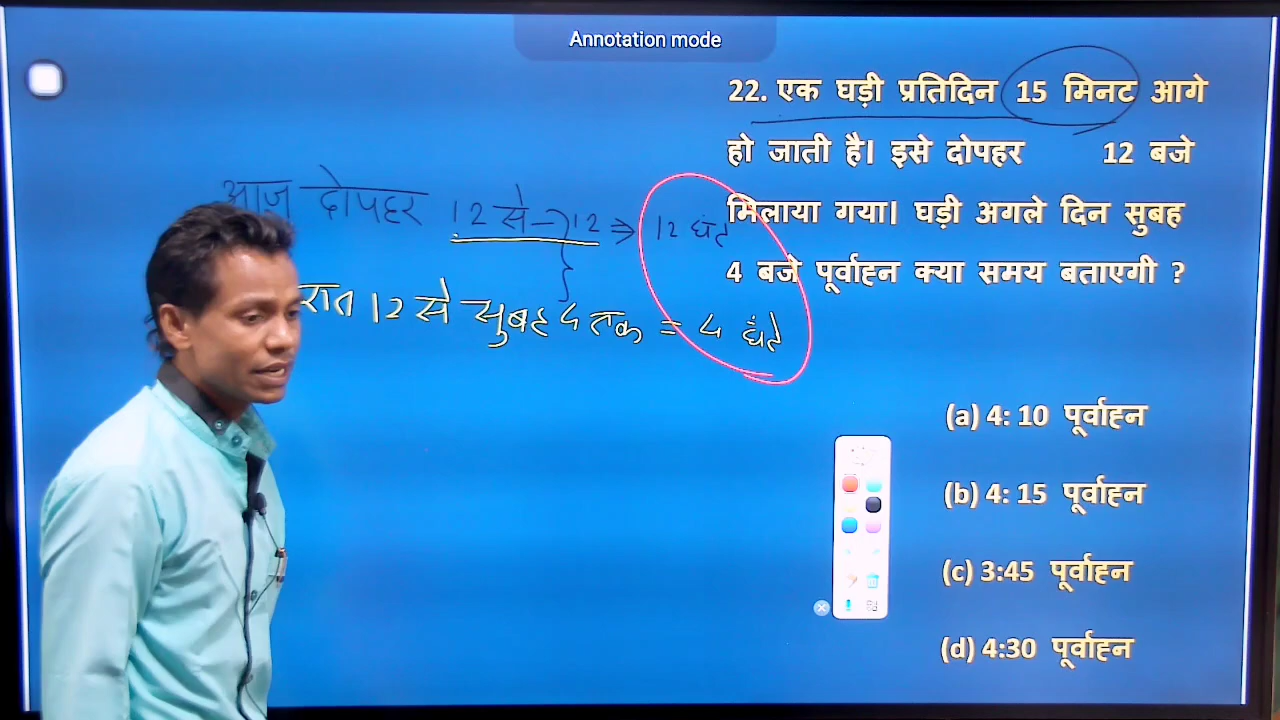 Annotation mode
22. एक घड़ी प्रतिदिन 15 मिनट आगे
हो जाती है। इसे दोपहर 12 बजे
मिलाया गया। घड़ी अगले दिन सुबह
4 बजे पूर्वाह्न क्या समय बताएगी ?
आज दोपहर 12 से 12 ⇒ 12 घंटे
रात 12 से सुबह 4 तक = 4 घंटे
(a) 4: 10 पूर्वाह्न
(b) 4: 15 पूर्वाह्न
(c) 3:45 पूर्वाह्न
(d) 4:30 पूर्वाह्न